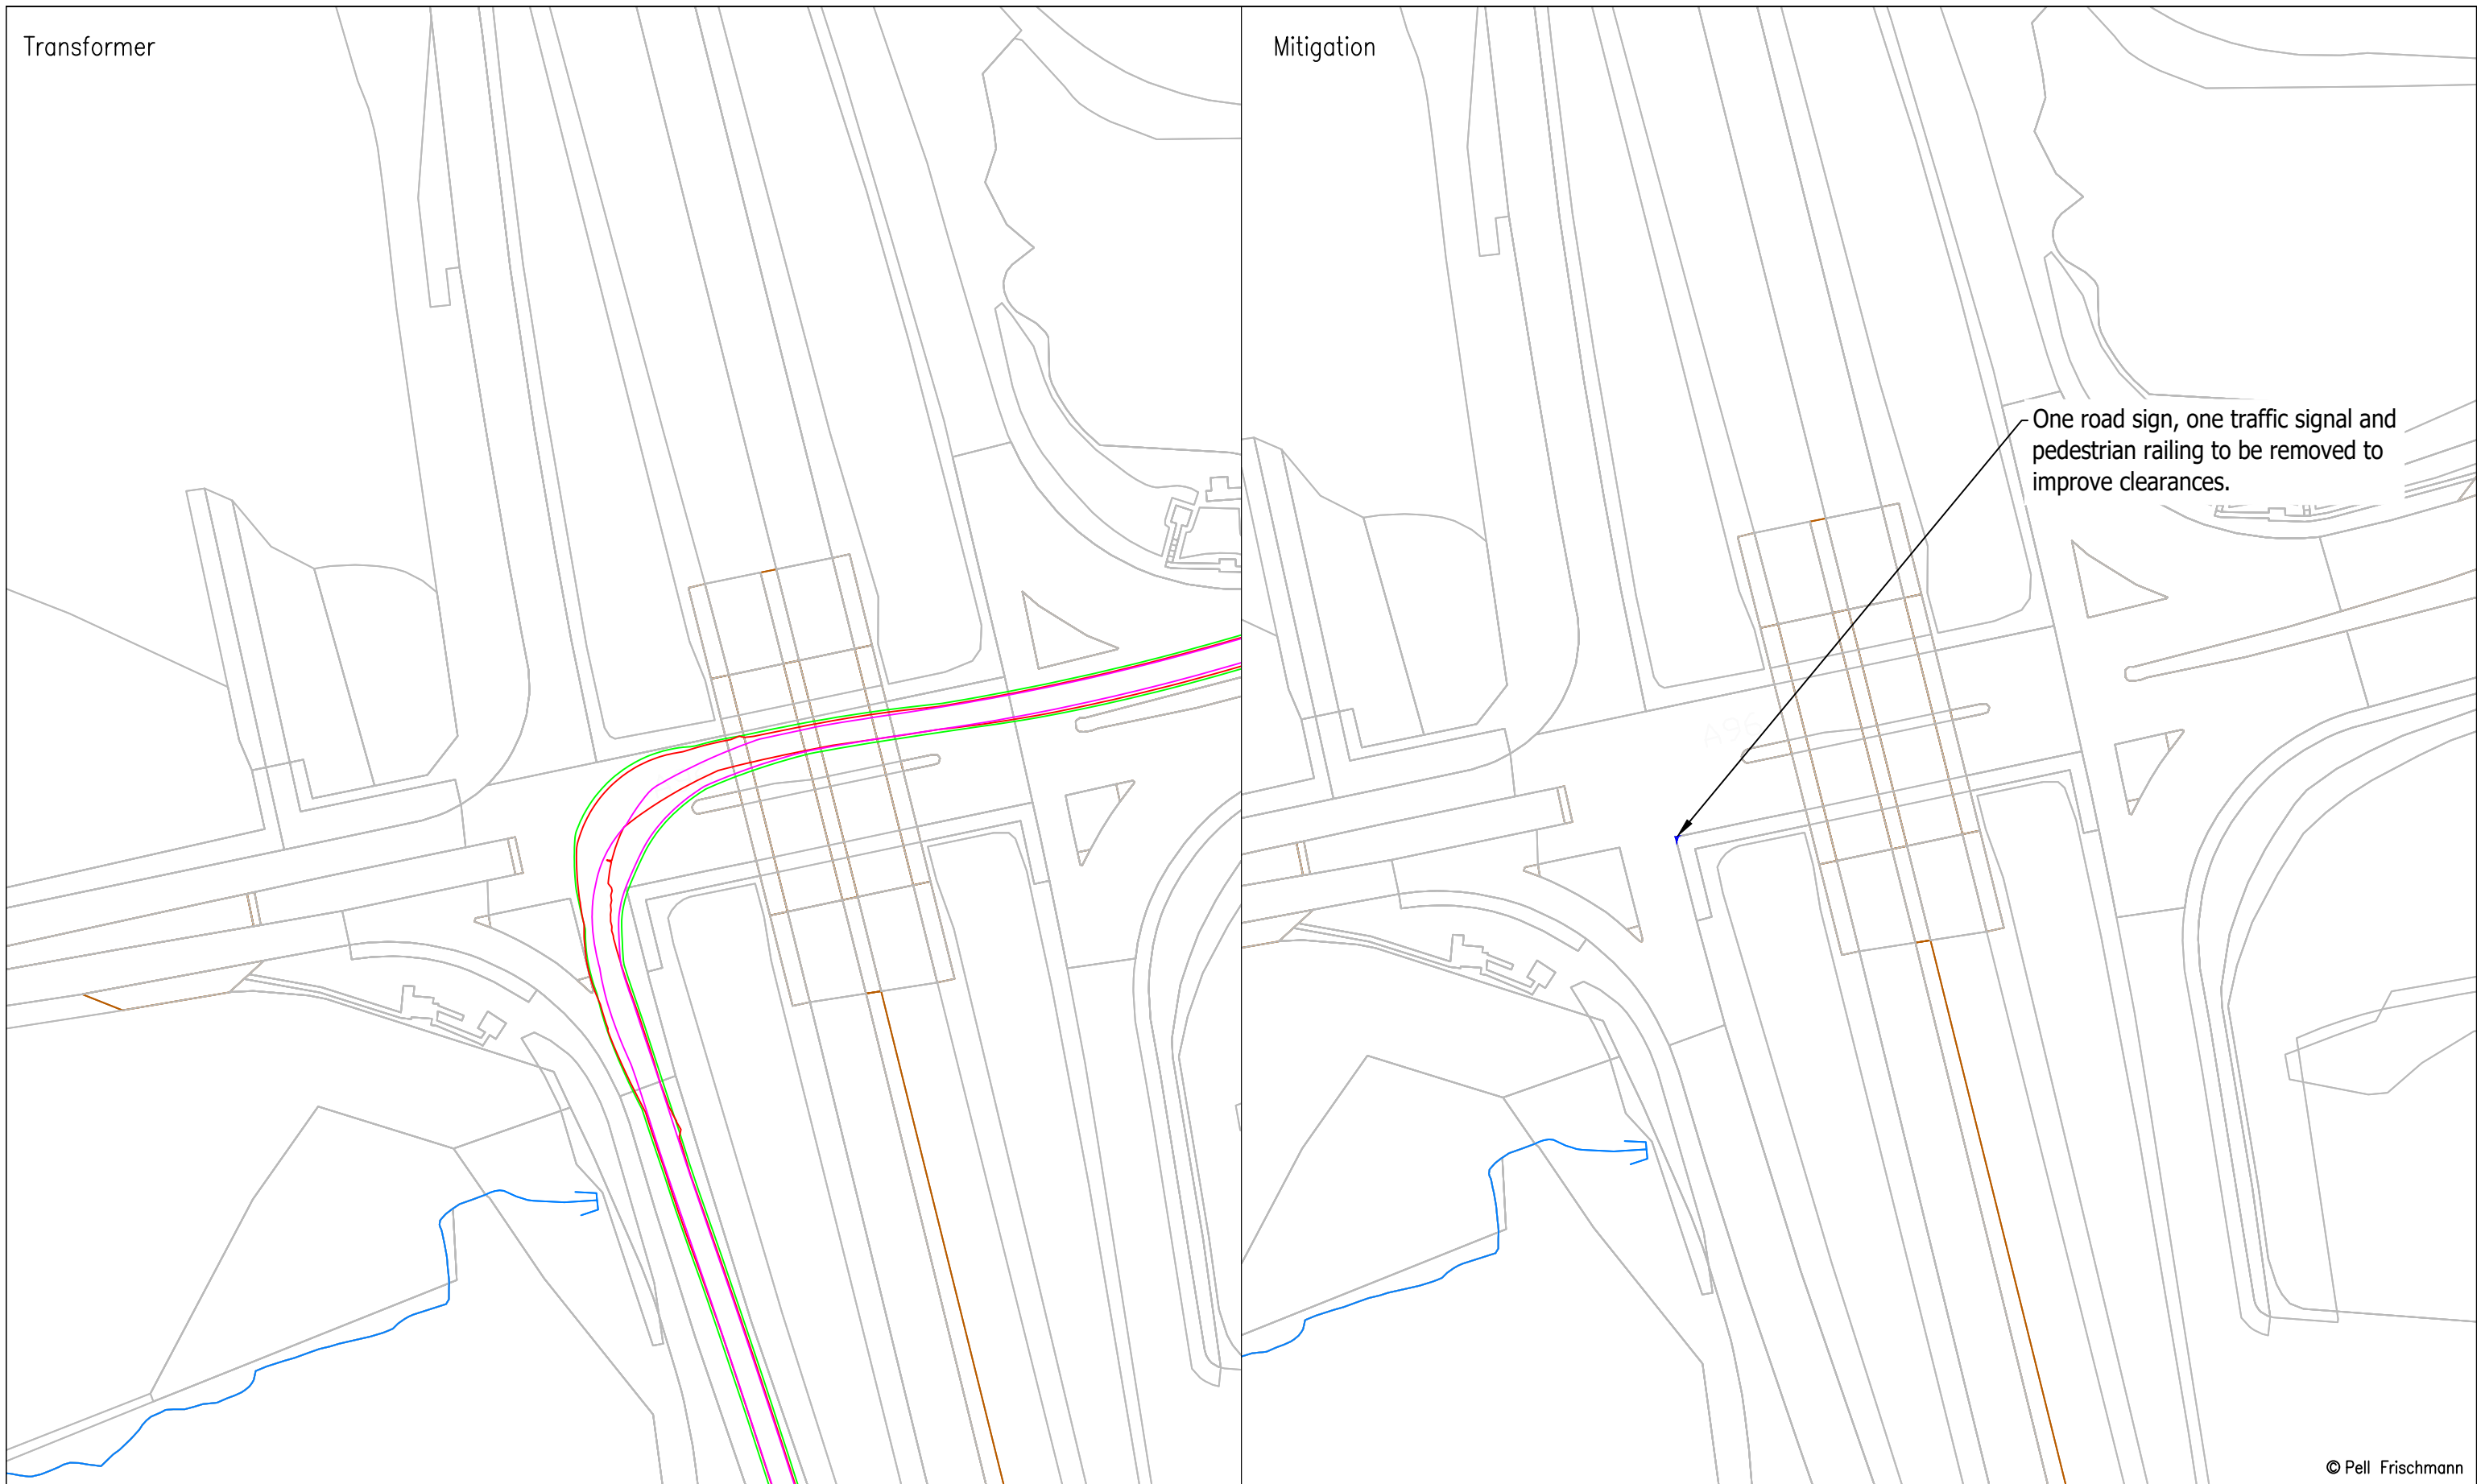 Transformer
Mitigation
One road sign, one traffic signal and
pedestrian railing to be removed to
improve clearances.
© Pell Frischmann